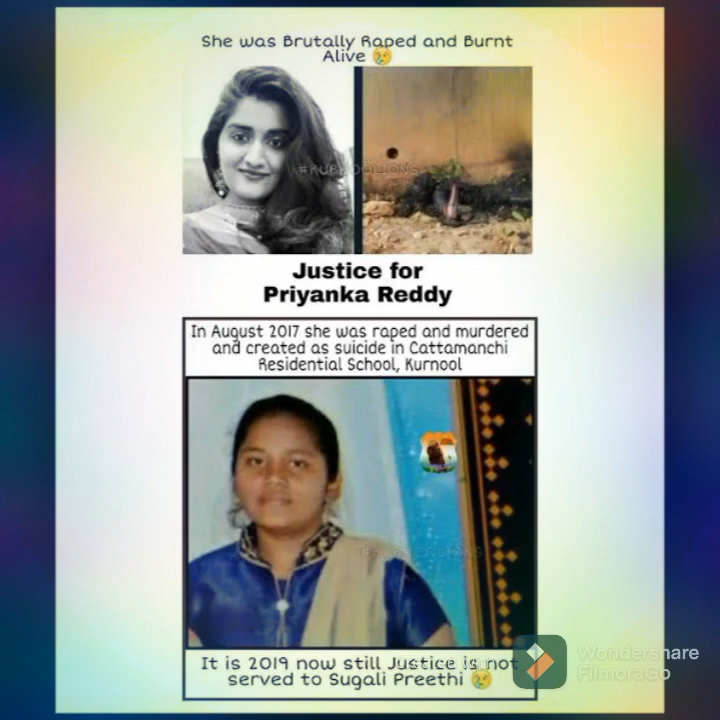 She was Brutally Raped and Burnt
Alive 😢
Justice for
Priyanka Reddy
In August 2017 she was raped and murdered
and created as suicide in Cattamanchi
Residential School, Kurnool
It is 2019 now still Justice is not
served to Sugali Preethi 😢
Wondershare
FilmoraGo